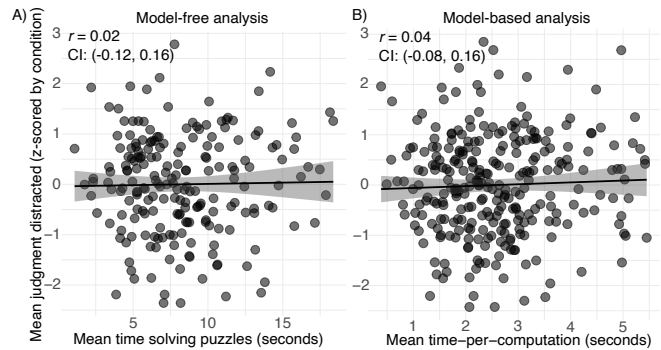 A)
Model-free analysis
r = 0.02
CI: (-0.12, 0.16)
Mean judgment distracted (z-scored by condition)
3
2
1
0
−1
−2
5
10
15
Mean time solving puzzles (seconds)
B)
Model-based analysis
r = 0.04
CI: (-0.08, 0.16)
3
2
1
0
−1
−2
1
2
3
4
5
Mean time−per−computation (seconds)